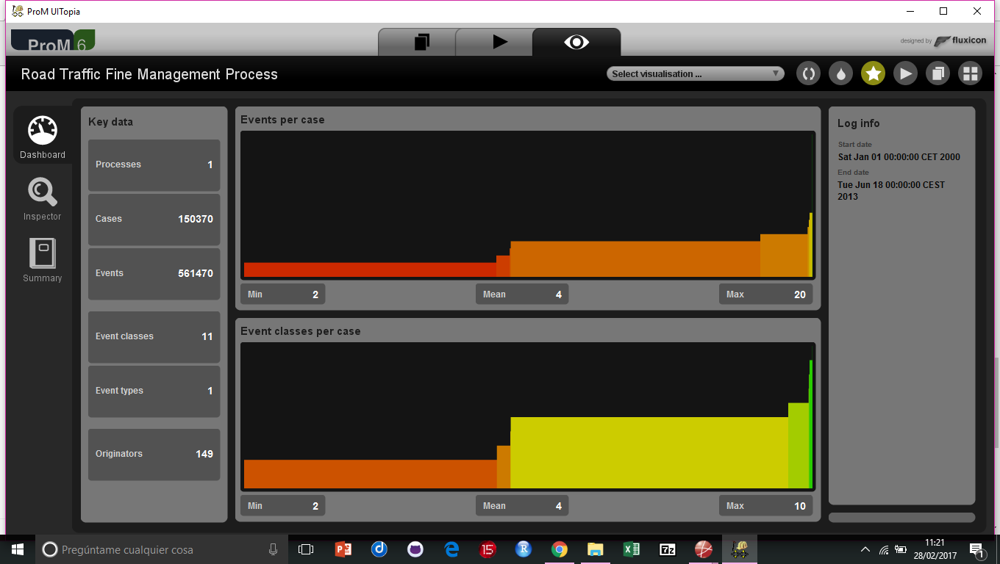 ProM UITopia
ProM 6
designed by fluxicon
Road Traffic Fine Management Process
Select visualisation ...
Dashboard
Inspector
Summary
Key data
Processes 1
Cases 150370
Events 561470
Event classes 11
Event types 1
Originators 149
Events per case
Min 2
Mean 4
Max 20
Event classes per case
Min 2
Mean 4
Max 10
Log info
Start date
Sat Jan 01 00:00:00 CET 2000
End date
Tue Jun 18 00:00:00 CEST
2013
Pregúntame cualquier cosa
P
d
e
15
R
X
7z
11:21
28/02/2017
1